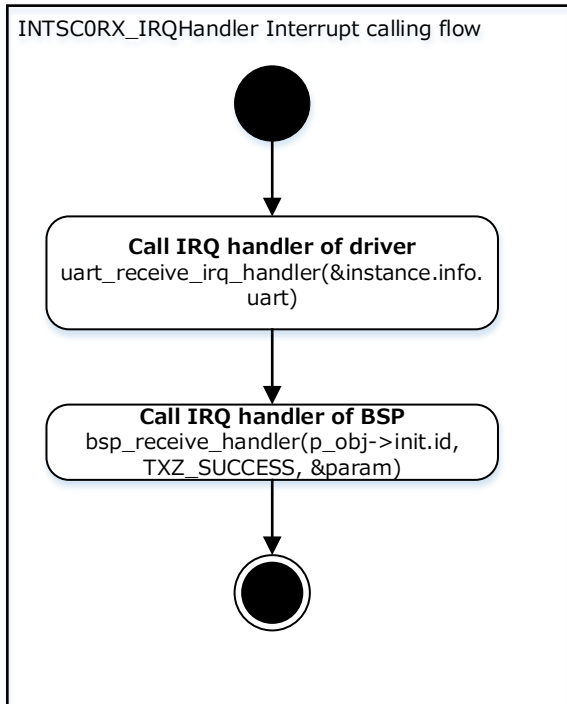 INTSC0RX_IRQHandler Interrupt calling flow
Call IRQ handler of driver
uart_receive_irq_handler(&instance.info.
uart)
Call IRQ handler of BSP
bsp_receive_handler(p_obj->init.id,
TXZ_SUCCESS, &param)